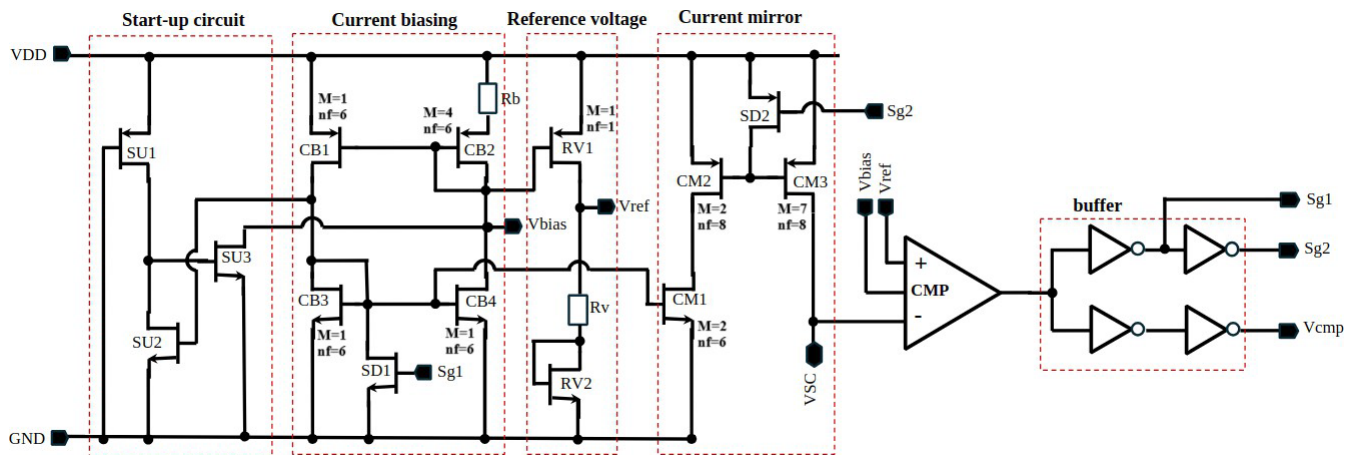 Start-up circuit
Current biasing
Reference voltage
Current mirror
VDD
Rb
M=1
nf=6
M=4
nf=6
M=1
nf=1
SD2
Sg2
SU1
CB1
CB2
RV1
CM2
CM3
Vbias
Vref
M=2
nf=8
M=7
nf=8
Vref
Vbias
buffer
Sg1
Sg2
SU3
+
CMP
-
CB3
CB4
CM1
Rv
M=2
nf=6
M=1
nf=6
M=1
nf=6
SU2
SD1
Sg1
RV2
VSC
Vcmp
GND